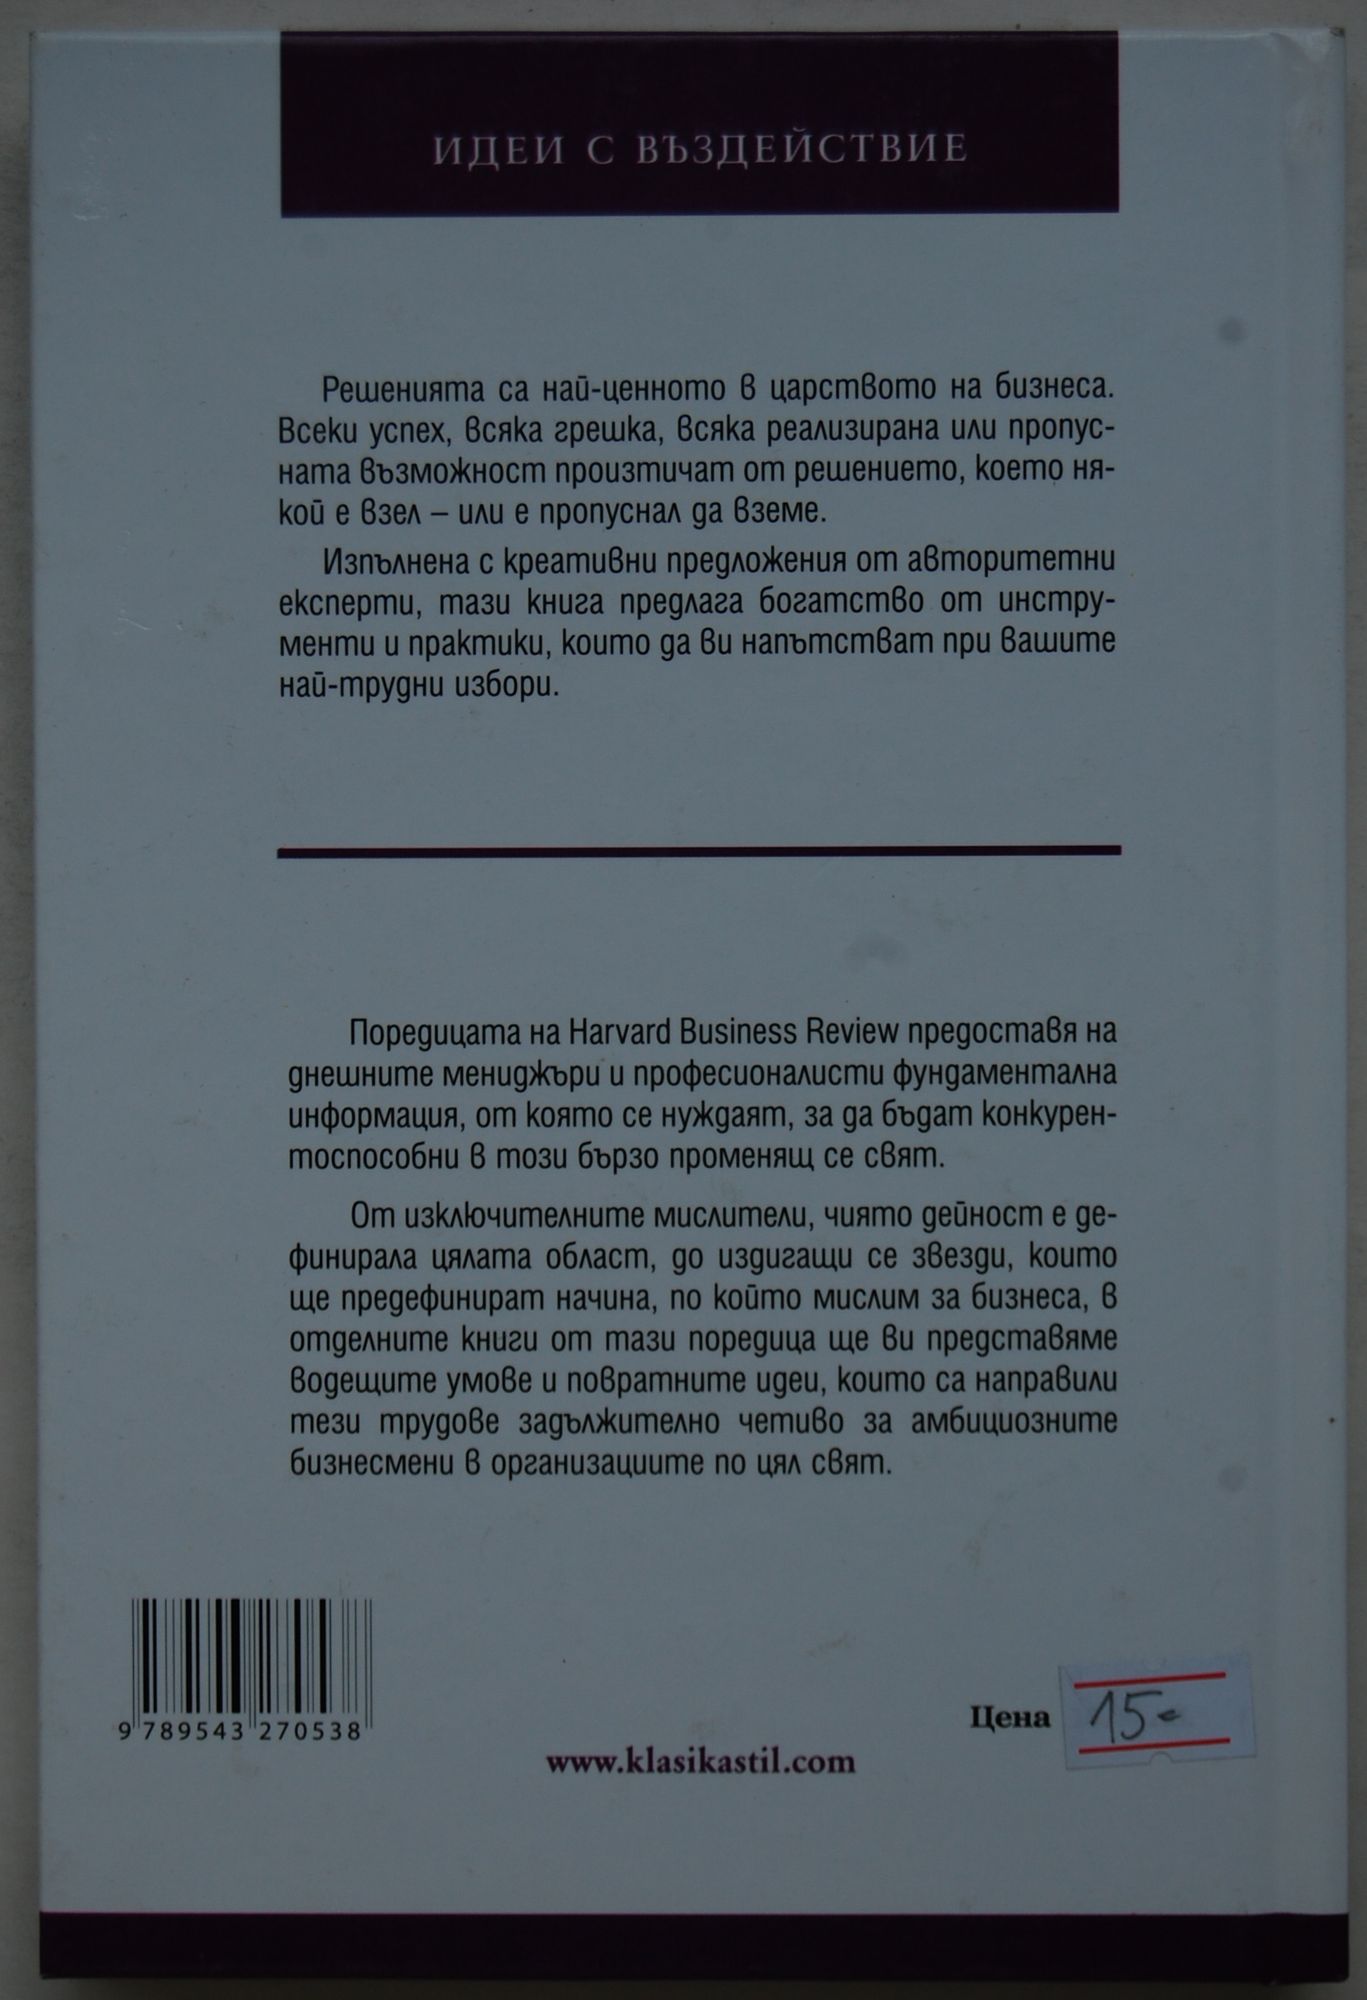 ИДЕИ С ВЪЗДЕЙСТВИЕ
Решенията са най-ценното в царството на бизнеса.
Всеки успех, всяка грешка, всяка реализирана или пропус-
ната възможност произтичат от решението, което ня-
кой е взел – или е пропуснал да вземе.
Изпълнена с креативни предложения от авторитетни
експерти, тази книга предлага богатство от инстру-
менти и практики, които да ви напътстват при вашите
най-трудни избори.
Поредицата на Harvard Business Review предоставя на
днешните мениджъри и професионалисти фундаментална
информация, от която се нуждаят, за да бъдат конкурен-
тоспособни в този бързо променящ се свят.
От изключителните мислители, чиято дейност е де-
финирала цялата област, до издигащи се звезди, които
ще предефинират начина, по който мислим за бизнеса, в
отделните книги от тази поредица ще ви представяме
водещите умове и повратните идеи, които са направили
тези трудове задължително четиво за амбициозните
бизнесмени в организациите по цял свят.
9 789543 270538
Цена 15-
www.klasikastil.com